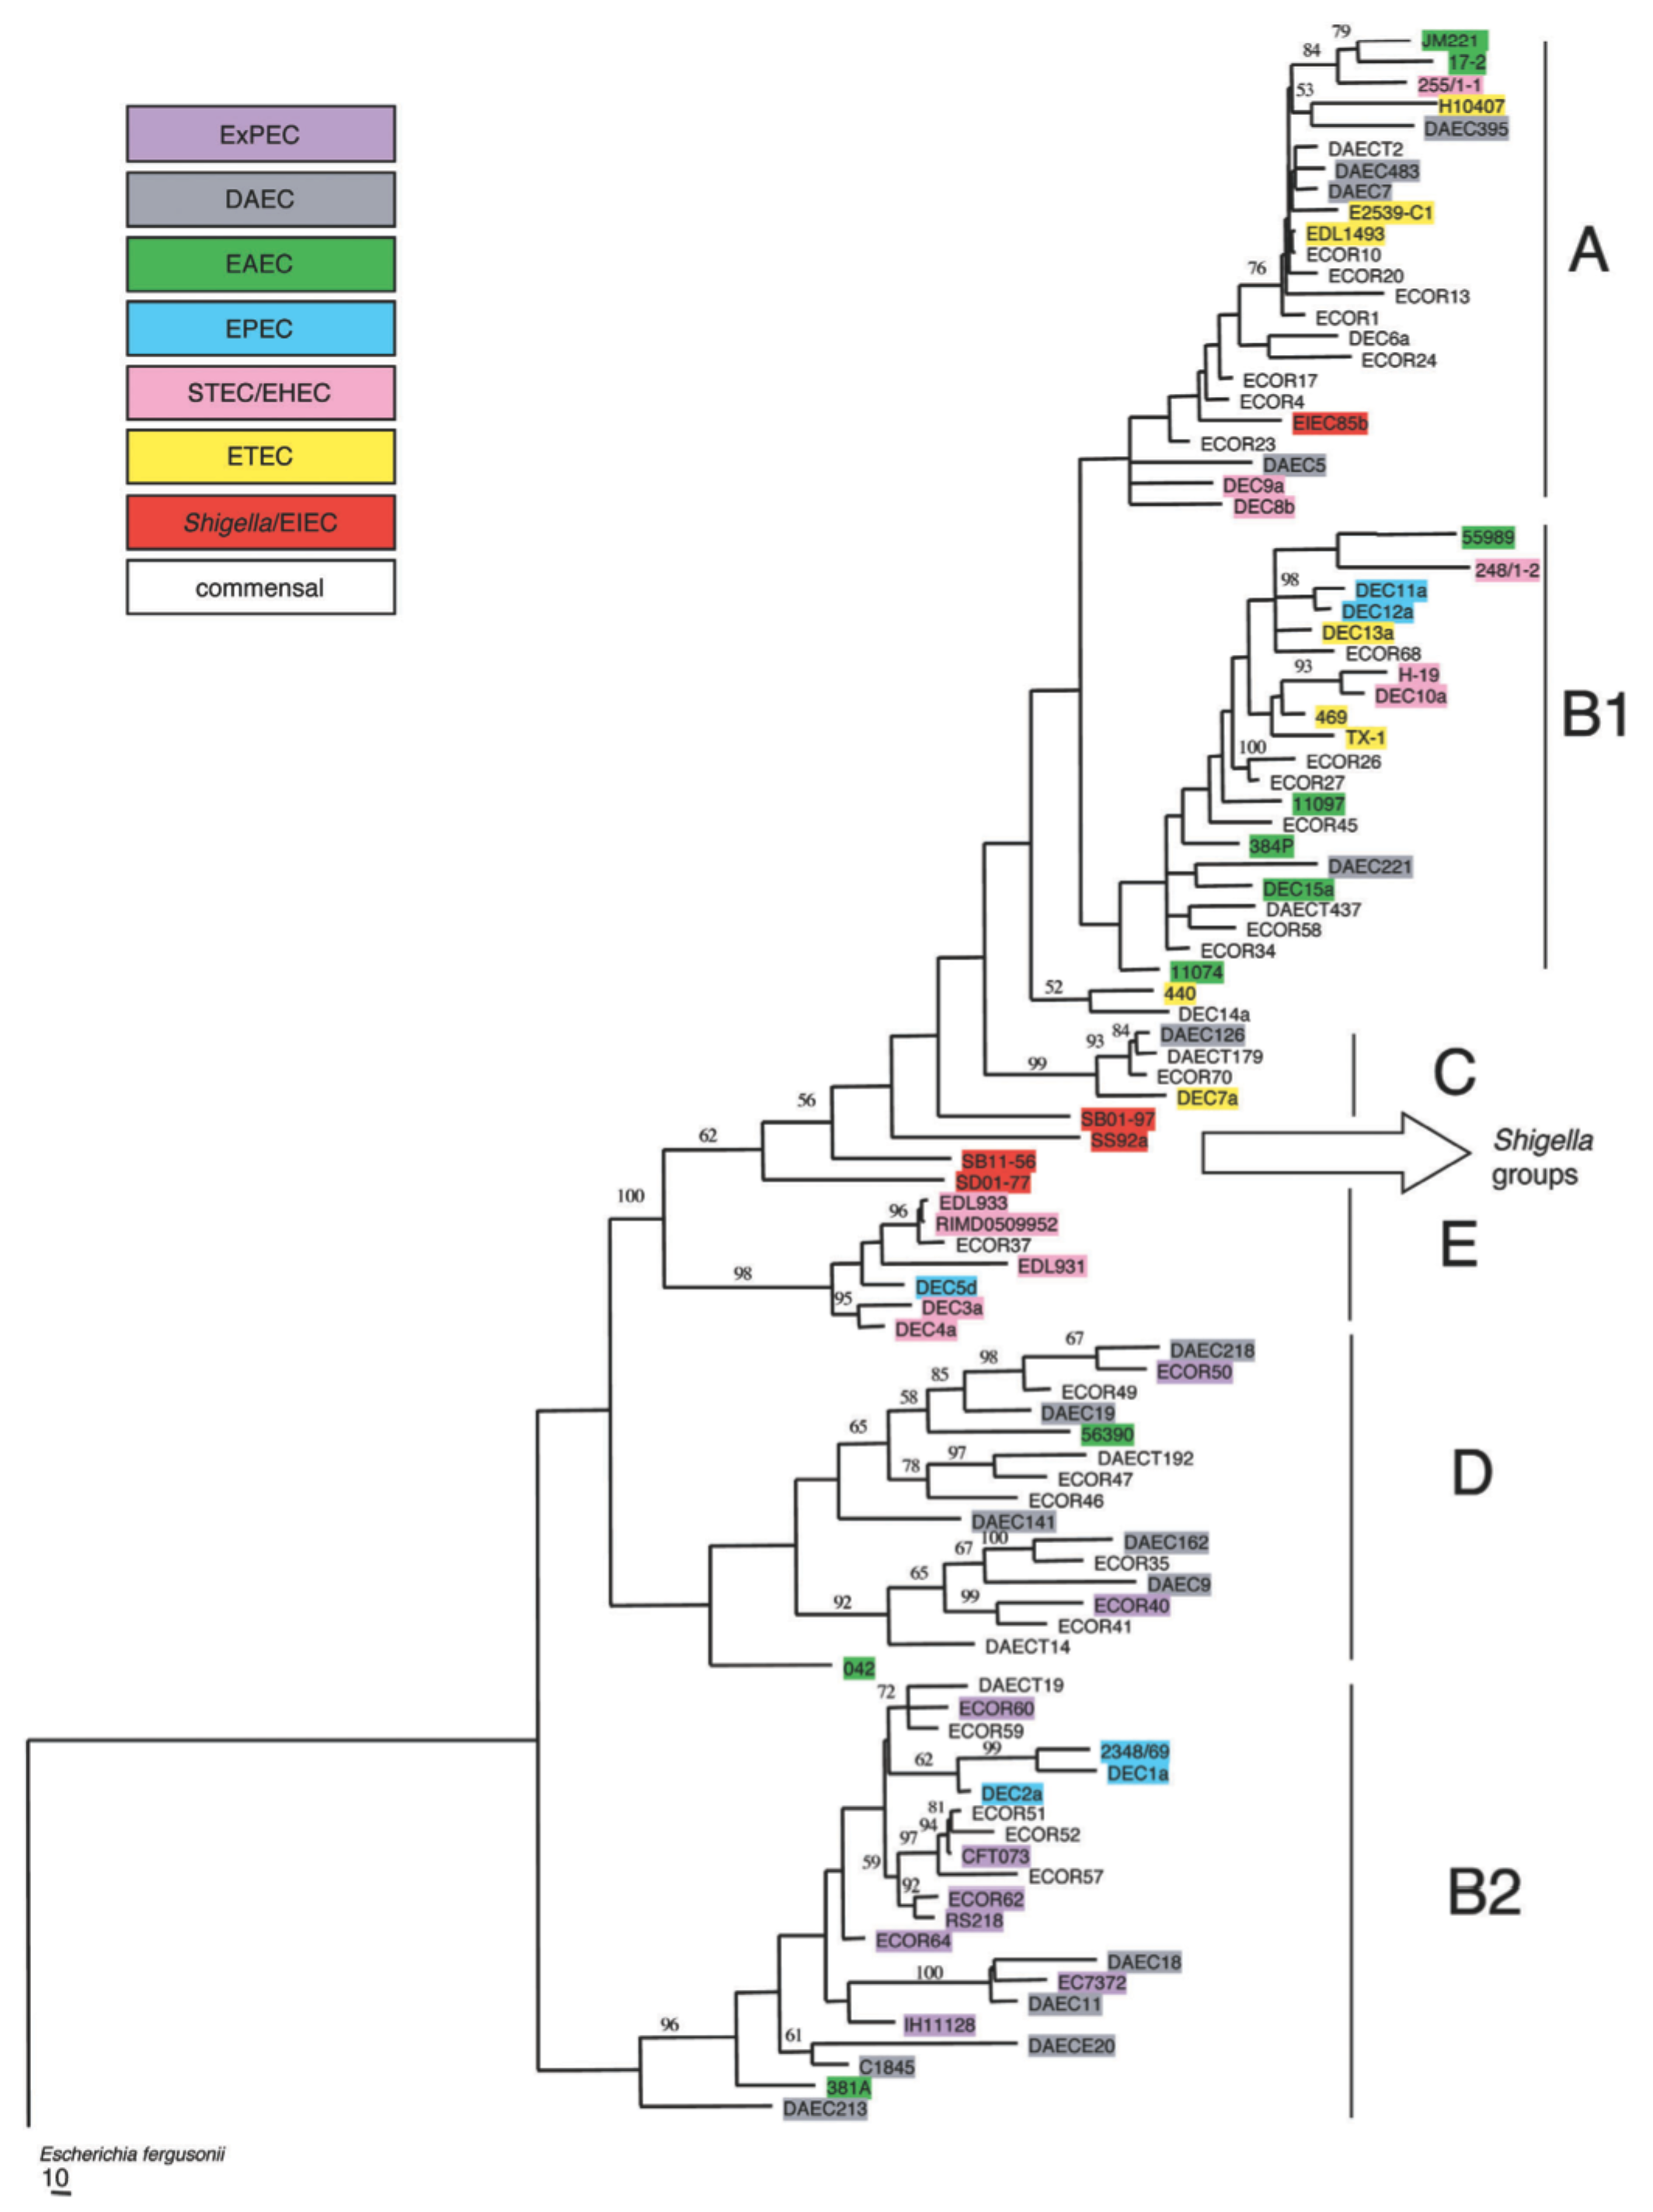 ExPEC
DAEC
EAEC
EPEC
STEC/EHEC
ETEC
Shigella/EIEC
commensal
79
JM221
84
17-2
255/1-1
53
H10407
DAEC395
DAECT2
DAEC483
DAEC7
E2539-C1
EDL1493
ECOR10
76
ECOR20
ECOR13
ECOR1
DEC6a
ECOR24
ECOR17
ECOR4
EIEC85b
ECOR23
DAEC5
DEC9a
DEC8b
A
55989
248/1-2
98
DEC11a
DEC12a
DEC13a
ECOR68
93
H-19
DEC10a
469
TX-1
100
ECOR26
ECOR27
11097
ECOR45
384P
DAEC221
DEC15a
DAECT437
ECOR58
ECOR34
11074
B1
52
440
DEC14a
84
DAEC126
93
DAECT179
99
ECOR70
DEC7a
C
56
SB01-97
62
SS92a
SB11-56
SD01-77
Shigella
groups
100
EDL933
96
RIMD0509952
ECOR37
EDL931
98
DEC5d
95
DEC3a
DEC4a
E
67
DAEC218
98
ECOR50
85
ECOR49
58
DAEC19
65
56390
97
DAECT192
78
ECOR47
ECOR46
DAEC141
100
DAEC162
67
ECOR35
65
DAEC9
99
ECOR40
92
ECOR41
DAECT14
042
D
72
DAECT19
ECOR60
ECOR59
99
2348/69
62
DEC1a
DEC2a
81
ECOR51
94
ECOR52
97
CFT073
59
ECOR57
92
ECOR62
RS218
ECOR64
DAEC18
100
EC7372
DAEC11
IH11128
96
61
DAECE20
C1845
381A
DAEC213
B2
Escherichia fergusonii
10